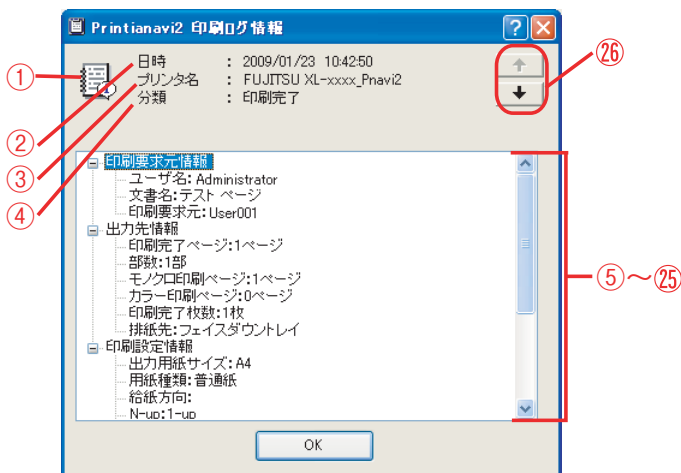 Printianavi2 印刷ログ情報
日時 : 2009/01/23 10:42:50
プリンタ名 : FUJITSU XL-xxxx_Pnavi2
分類 : 印刷完了
①
②
③
④
㉖
印刷要求元情報
ユーザ名: Administrator
文書名:テスト ページ
印刷要求元:User001
出力先情報
印刷完了ページ:1ページ
部数:1部
モノクロ印刷ページ:1ページ
カラー印刷ページ:0ページ
印刷完了枚数:1枚
排紙先:フェイスダウントレイ
印刷設定情報
出力用紙サイズ:A4
用紙種類:普通紙
給紙方向:
N-up:1-up
⑤～㉕
OK